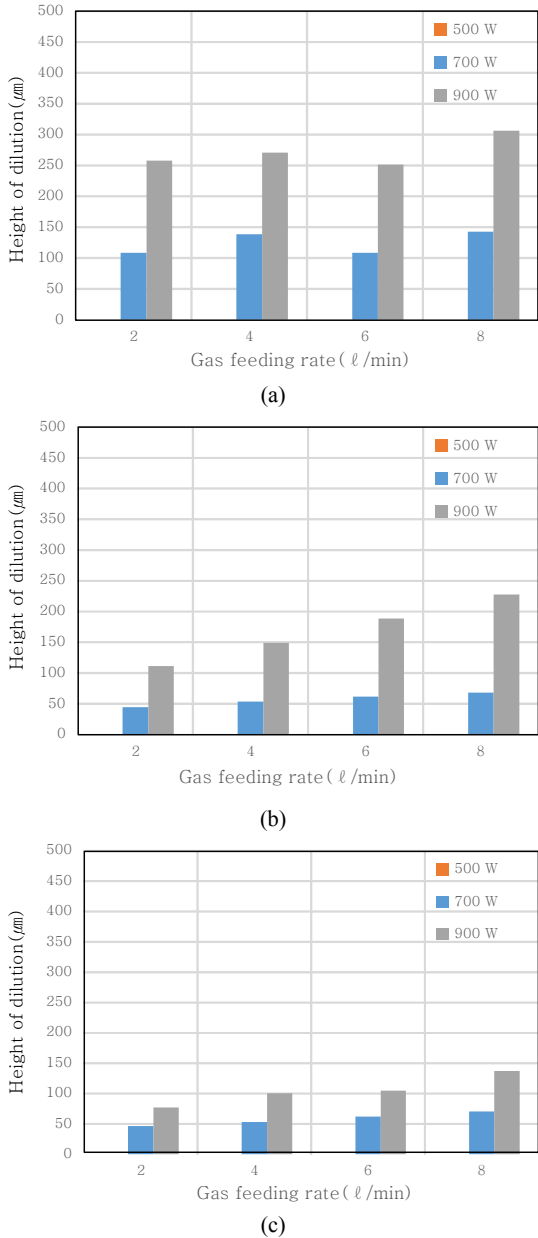 500
450
400
350
300
250
200
150
100
50
0
Height of dilution(㎛)
500 W
700 W
900 W
2 4 6 8
Gas feeding rate(ℓ/min)
(a)
500
450
400
350
300
250
200
150
100
50
0
Height of dilution(㎛)
500 W
700 W
900 W
2 4 6 8
Gas feeding rate(ℓ/min)
(b)
500
450
400
350
300
250
200
150
100
50
0
Height of dilution(㎛)
500 W
700 W
900 W
2 4 6 8
Gas feeding rate(ℓ/min)
(c)